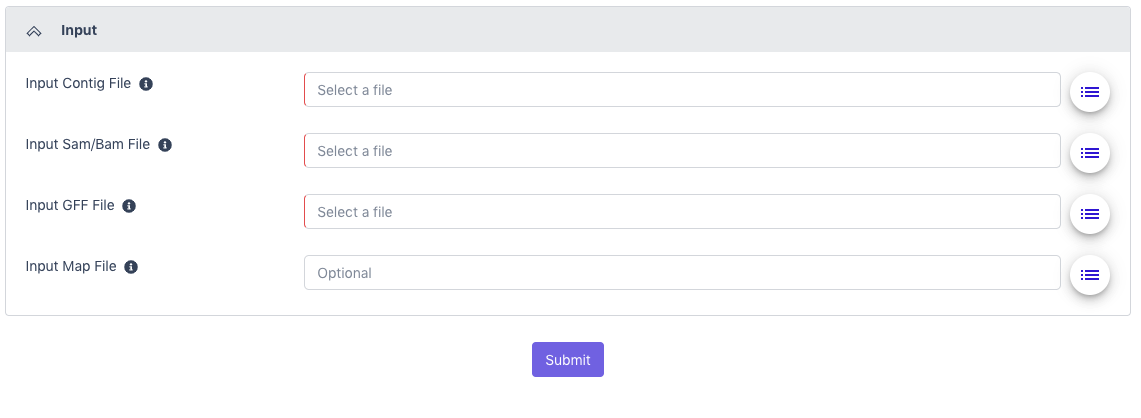 Input
Input Contig File
Select a file
Input Sam/Bam File
Select a file
Input GFF File
Select a file
Input Map File
Optional
Submit